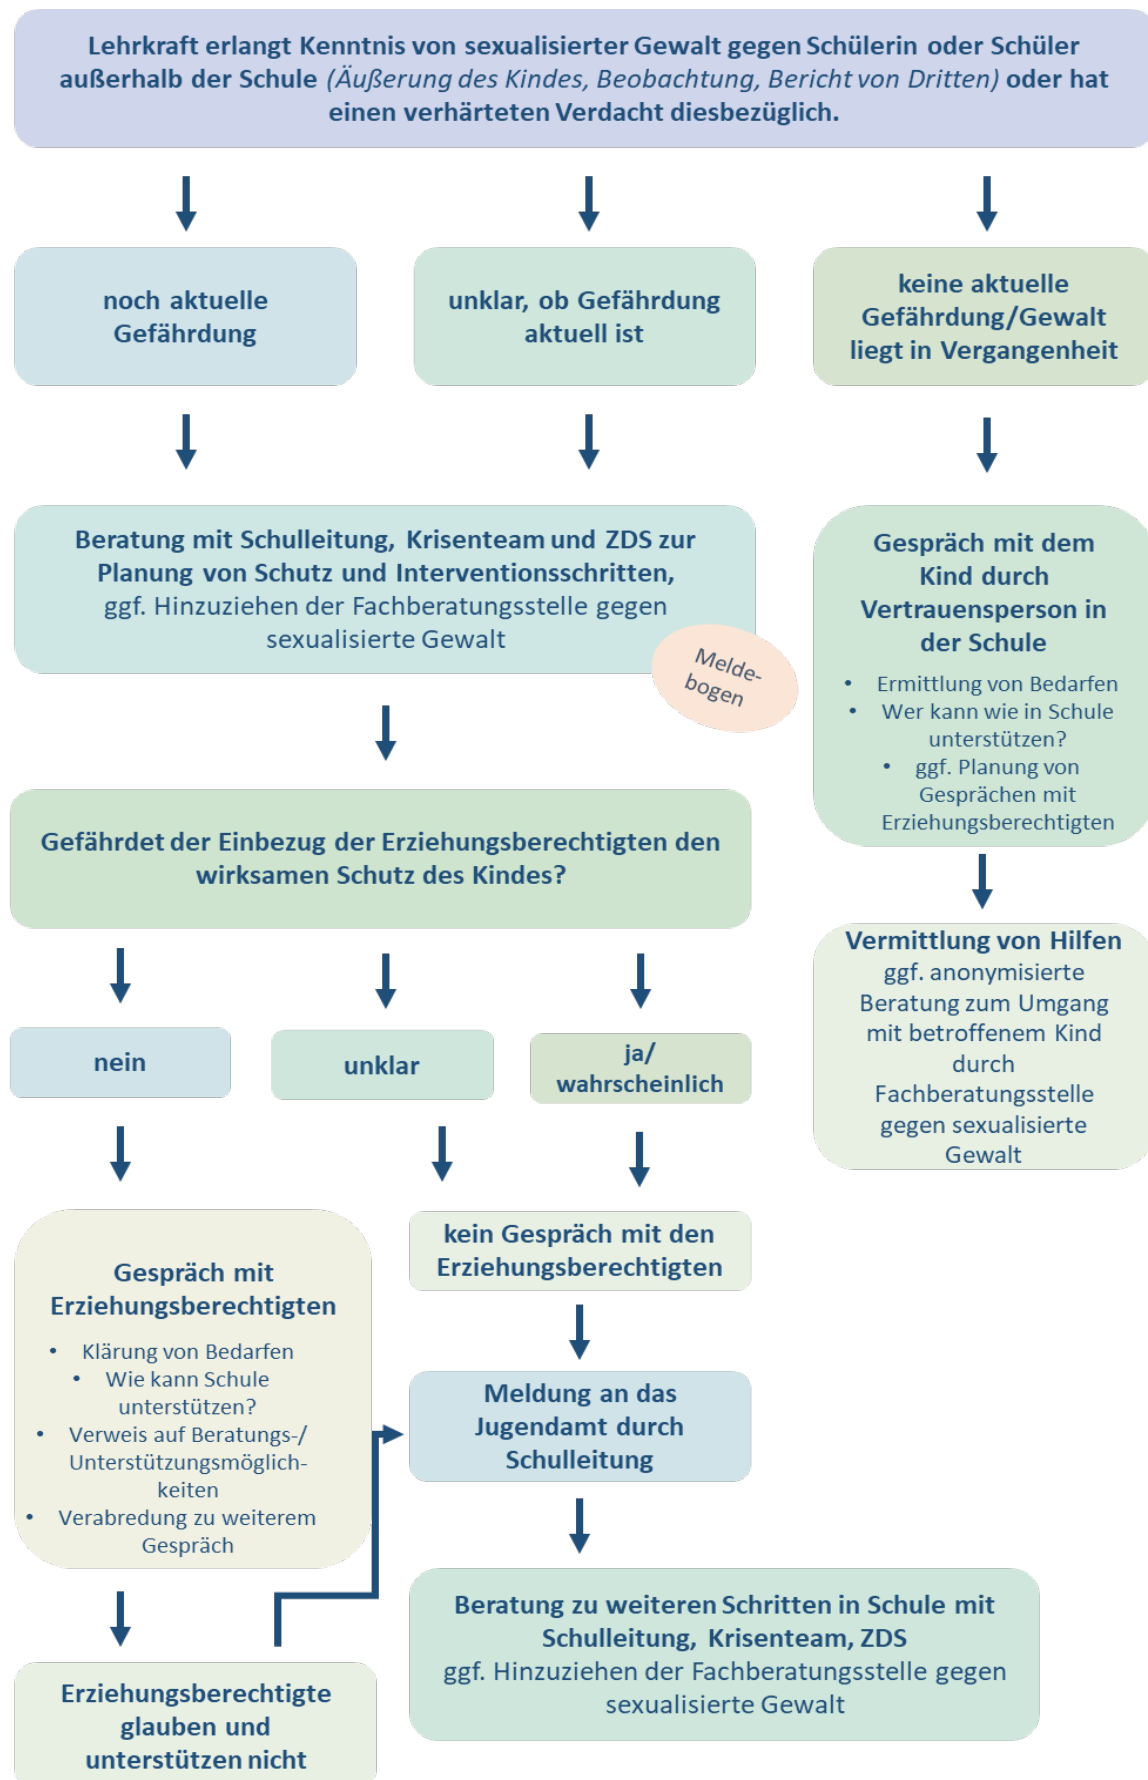 Lehrkraft erlangt Kenntnis von sexualisierter Gewalt gegen Schülerin oder Schüler
außerhalb der Schule (Äußerung des Kindes, Beobachtung, Bericht von Dritten) oder hat
einen verhärteten Verdacht diesbezüglich.
noch aktuelle
Gefährdung
unklar, ob Gefährdung
aktuell ist
keine aktuelle
Gefährdung/Gewalt
liegt in Vergangenheit
Beratung mit Schulleitung, Krisenteam und ZDS zur
Planung von Schutz und Interventionsschritten,
ggf. Hinzuziehen der Fachberatungsstelle gegen
sexualisierte Gewalt
Melde-
bogen
Gespräch mit dem
Kind durch
Vertrauensperson in
der Schule
• Ermittlung von Bedarfen
• Wer kann wie in Schule
unterstützen?
• ggf. Planung von
Gesprächen mit
Erziehungsberechtigten
Gefährdet der Einbezug der Erziehungsberechtigten den
wirksamen Schutz des Kindes?
Vermittlung von Hilfen
ggf. anonymisierte
Beratung zum Umgang
mit betroffenem Kind
durch
Fachberatungsstelle
gegen sexualisierte
Gewalt
nein
unklar
ja/
wahrscheinlich
Gespräch mit
Erziehungsberechtigten
• Klärung von Bedarfen
• Wie kann Schule
unterstützen?
• Verweis auf Beratungs-/
Unterstützungsmöglich-
keiten
• Verabredung zu weiterem
Gespräch
kein Gespräch mit den
Erziehungsberechtigten
Meldung an das
Jugendamt durch
Schulleitung
Beratung zu weiteren Schritten in Schule mit
Schulleitung, Krisenteam, ZDS
ggf. Hinzuziehen der Fachberatungsstelle gegen
sexualisierte Gewalt
Erziehungsberechtigte
glauben und
unterstützen nicht